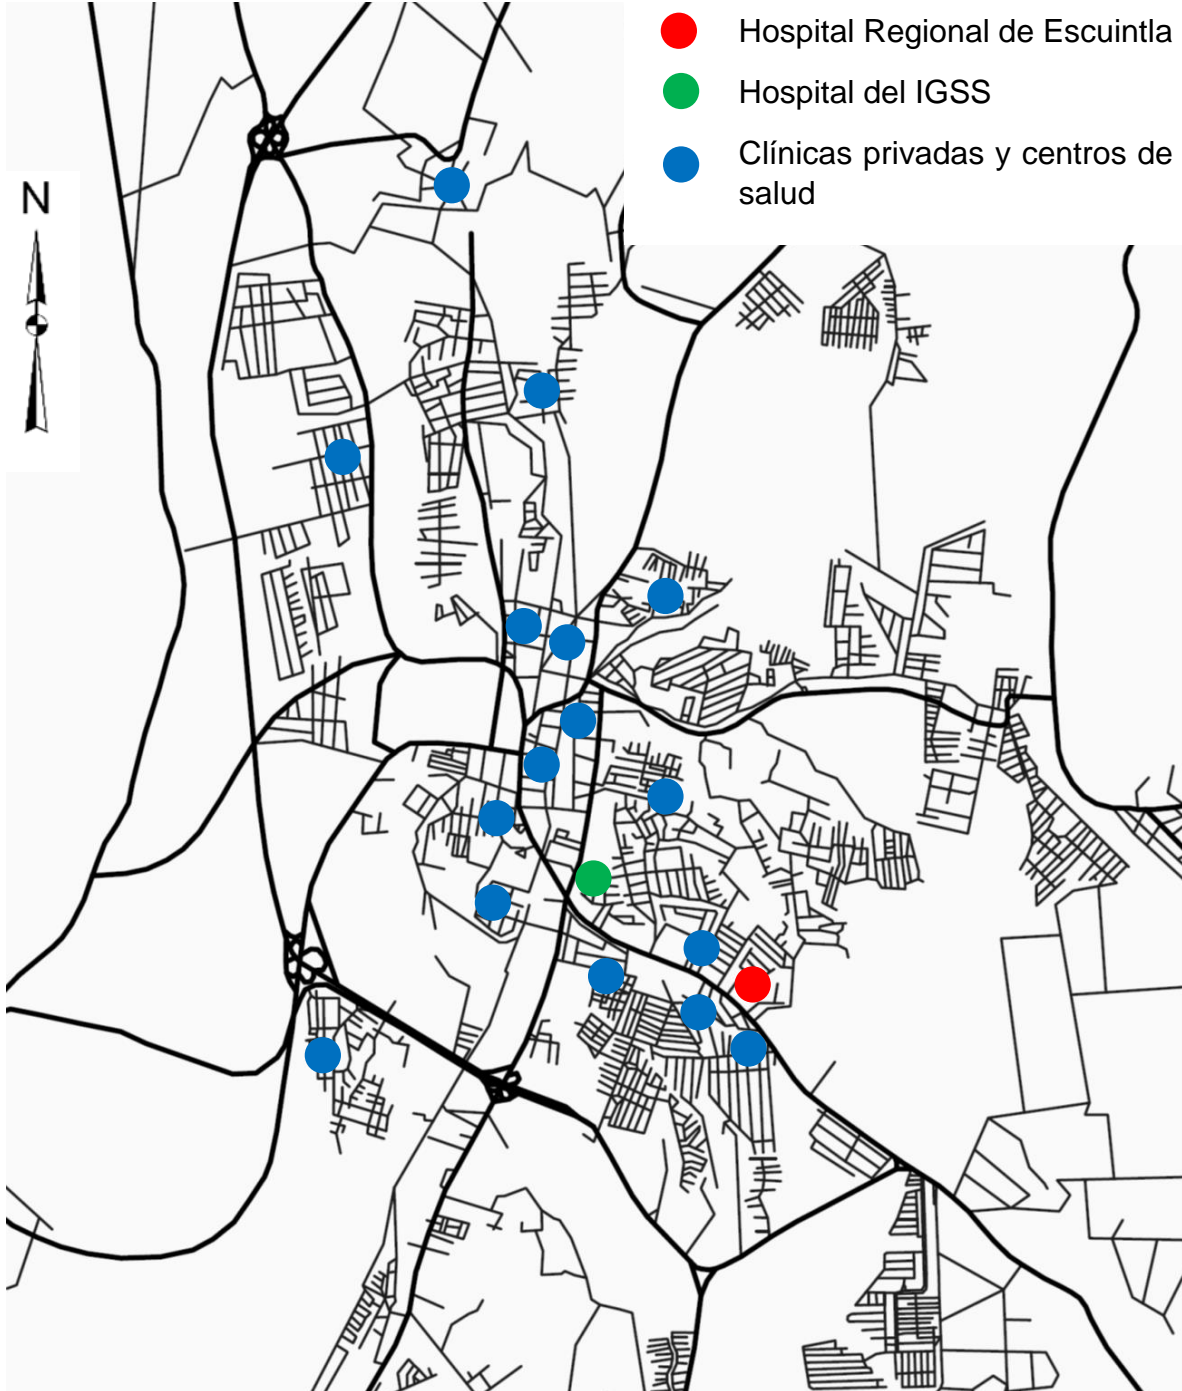 Hospital Regional de Escuintla
Hospital del IGSS
Clínicas privadas y centros de
salud
N